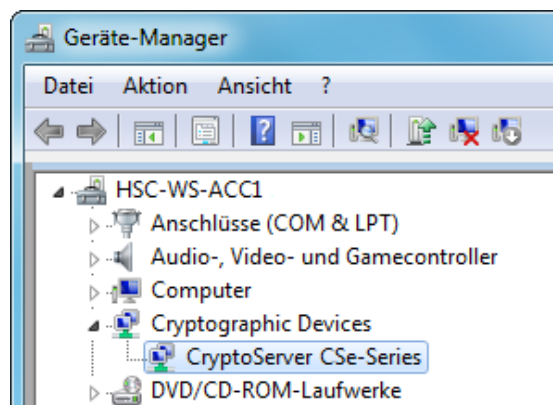 Geräte-Manager
Datei Aktion Ansicht ?
HSC-WS-ACC1
Anschlüsse (COM & LPT)
Audio-, Video- und Gamecontroller
Computer
Cryptographic Devices
CryptoServer CSe-Series
DVD/CD-ROM-Laufwerke